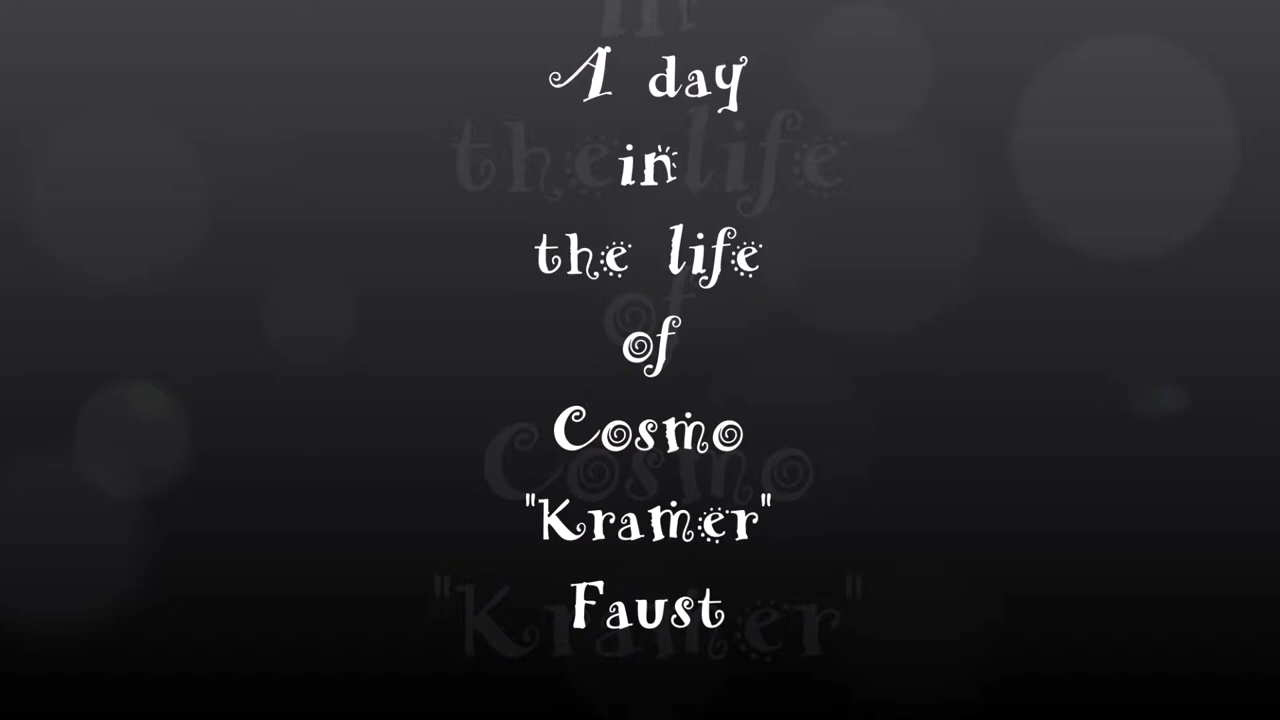 A day
in
the life
of
Cosmo
"Kramer"
Faust